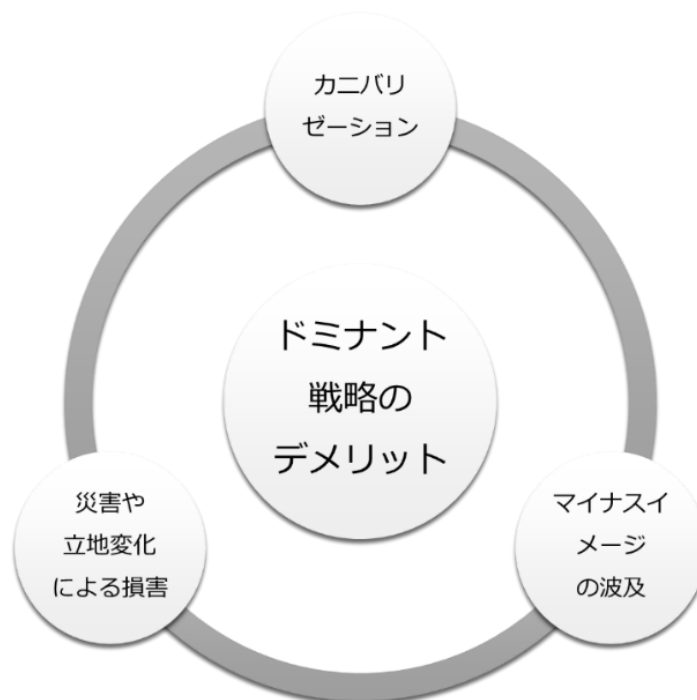 カニバリ
ゼーション
ドミナント
戦略の
デメリット
災害や
立地変化
による損害
マイナスイ
メージ
の波及